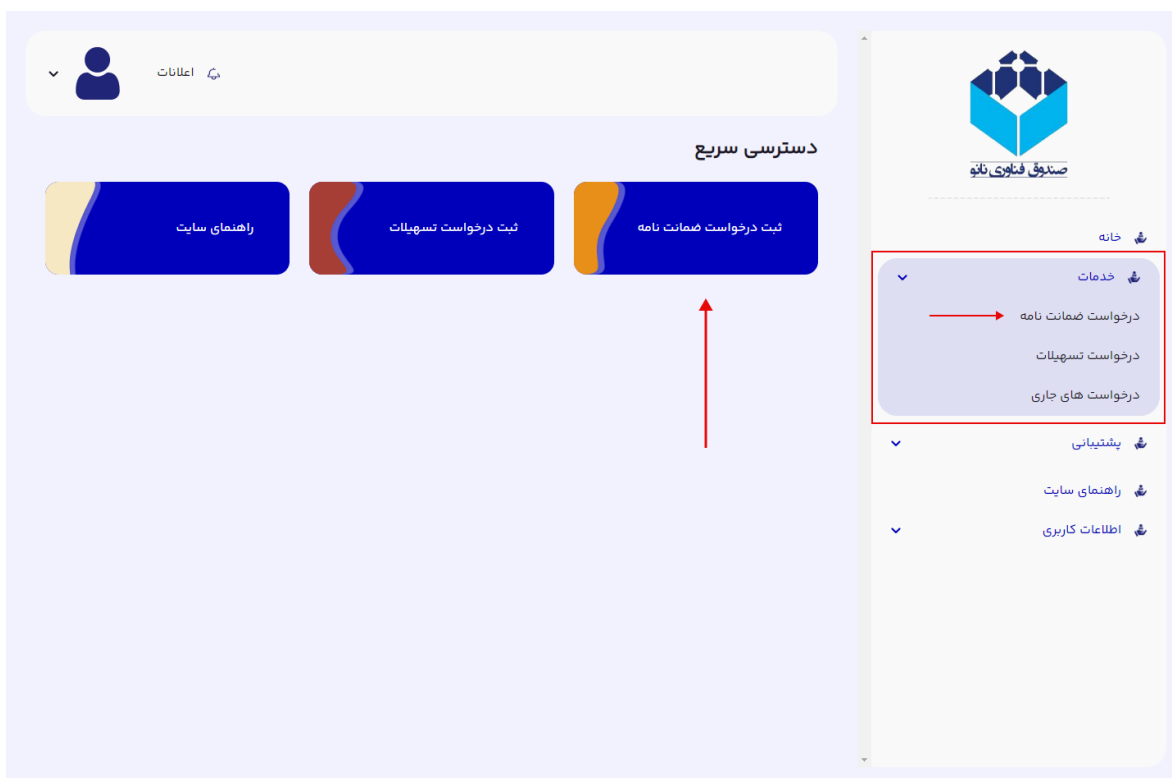 صندوق فناوری نانو
خانه
خدمات
درخواست ضمانت نامه
درخواست تسهیلات
درخواست های جاری
پشتیبانی
راهنمای سایت
اطلاعات کاربری
اعلانات
دسترسی سریع
ثبت درخواست ضمانت نامه
ثبت درخواست تسهیلات
راهنمای سایت